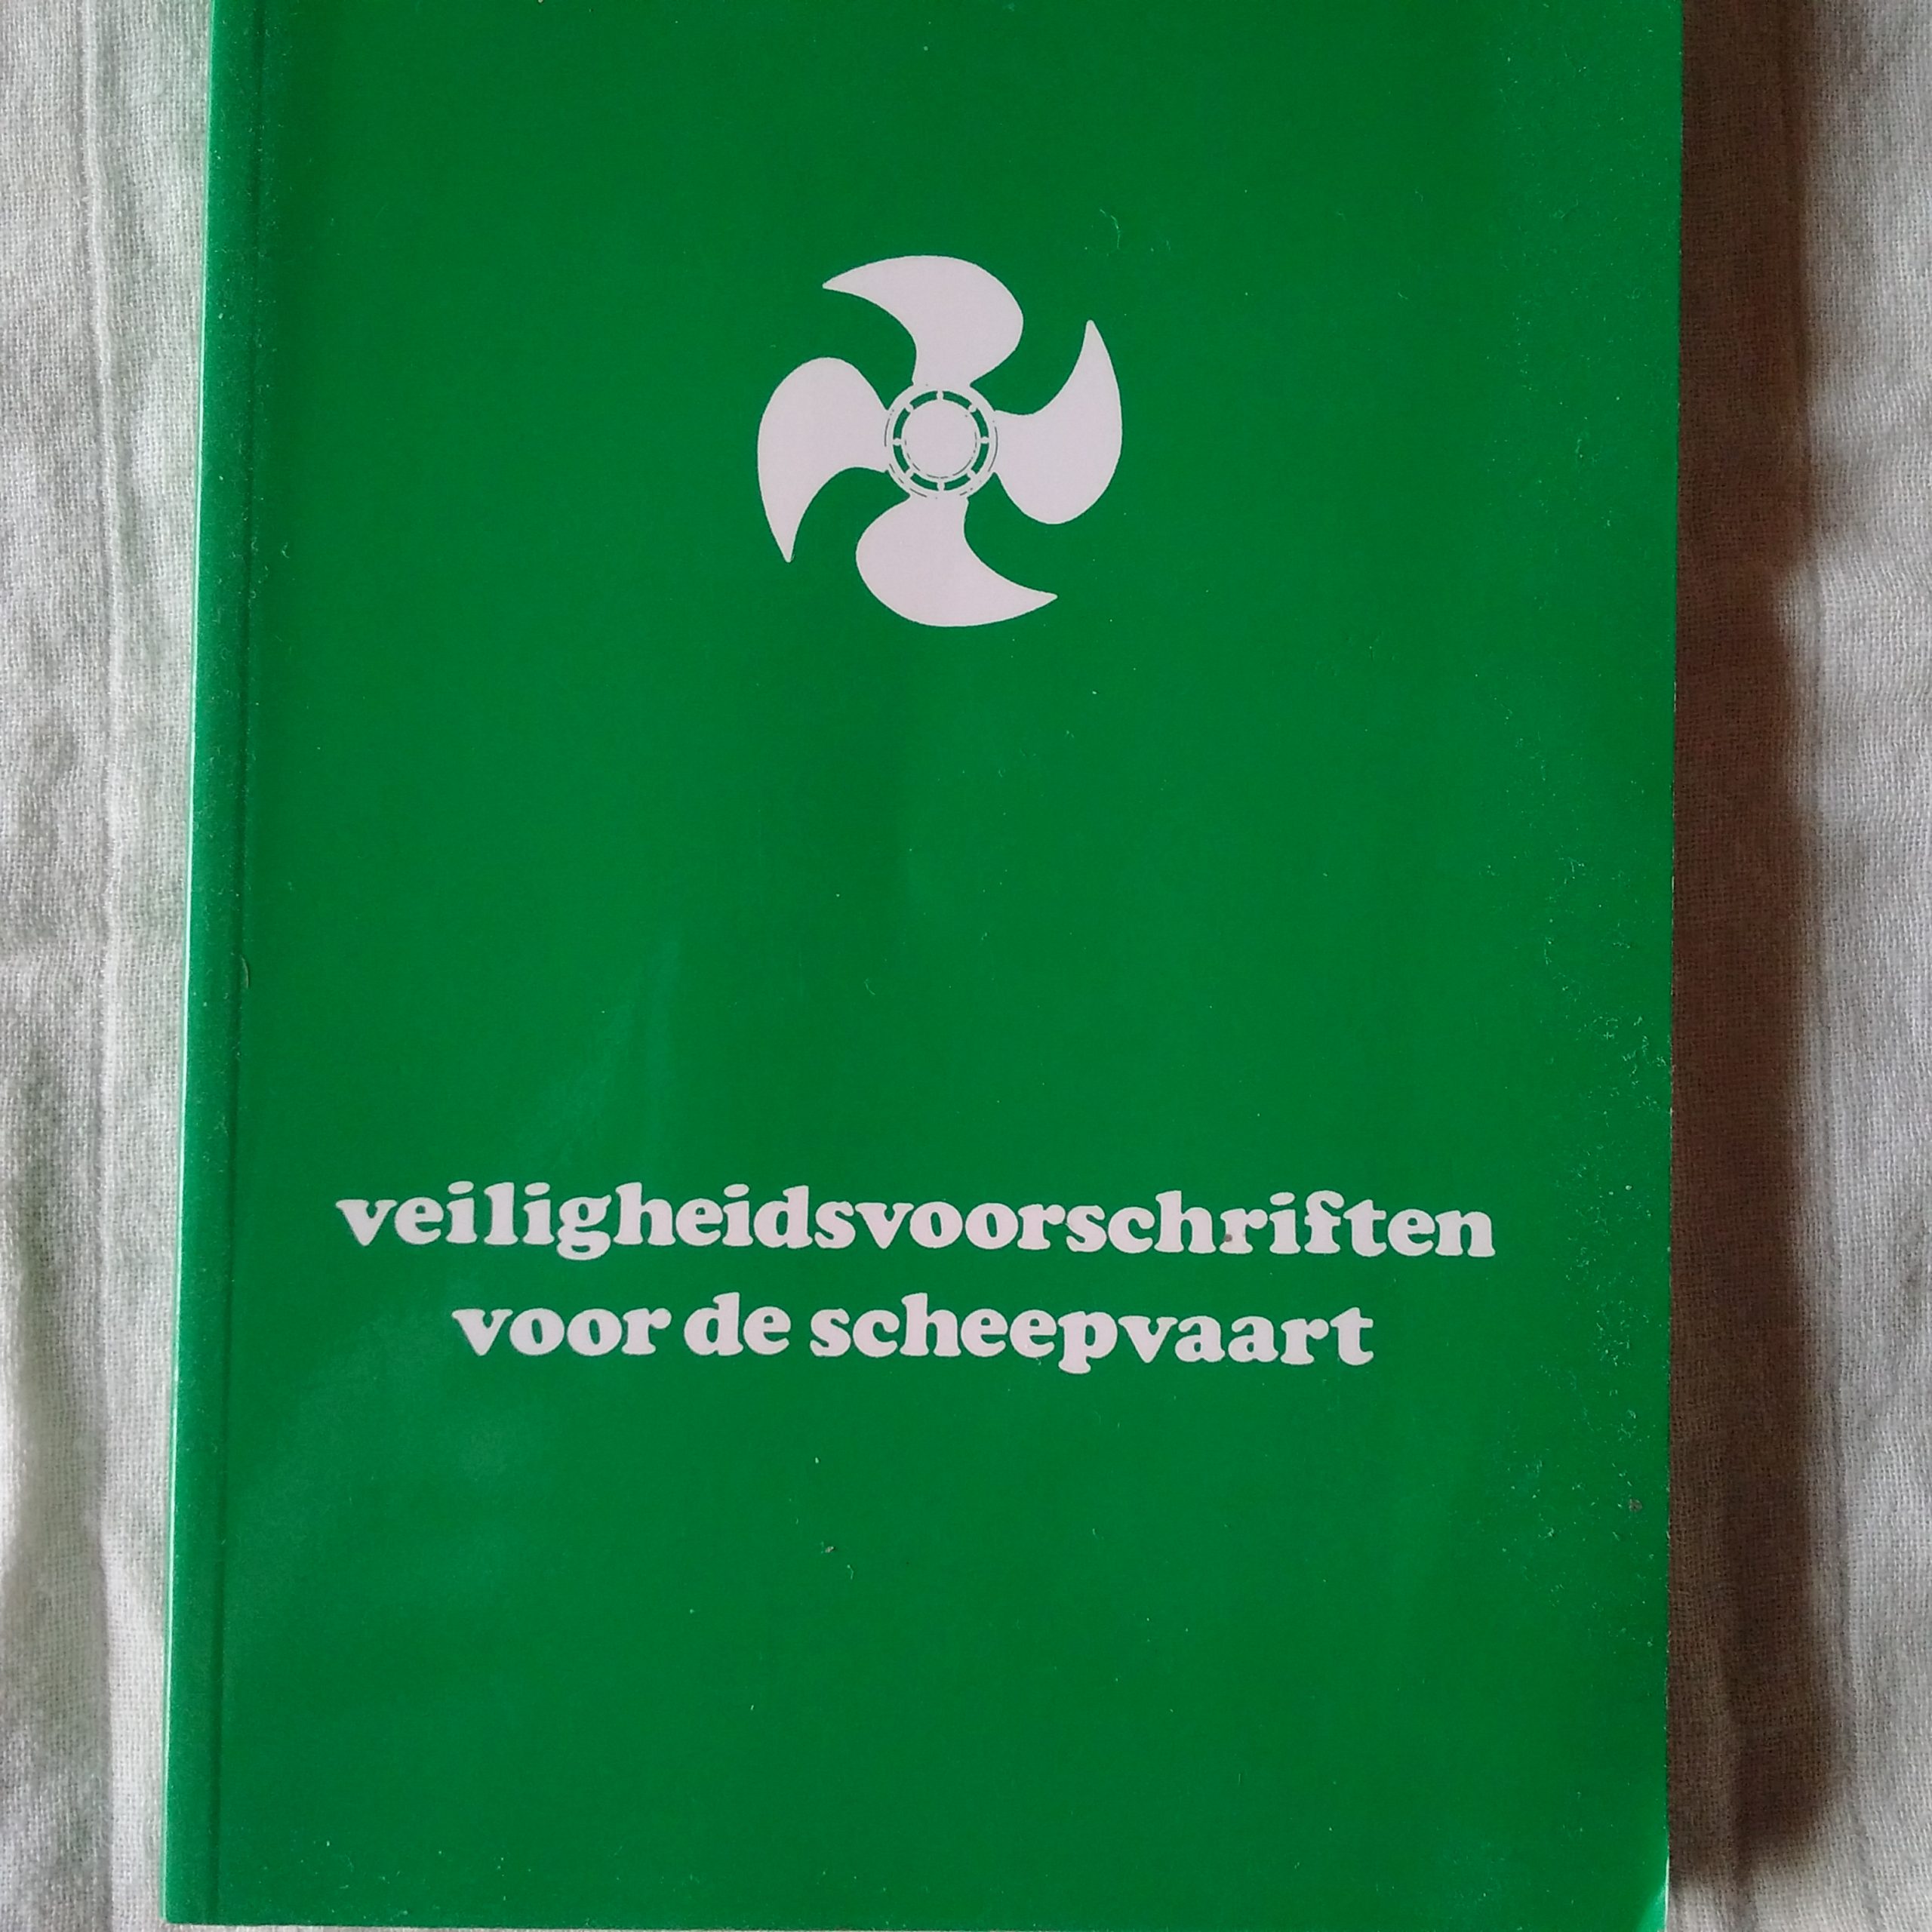 veiligheidsvoorschriften
voor de scheepvaart